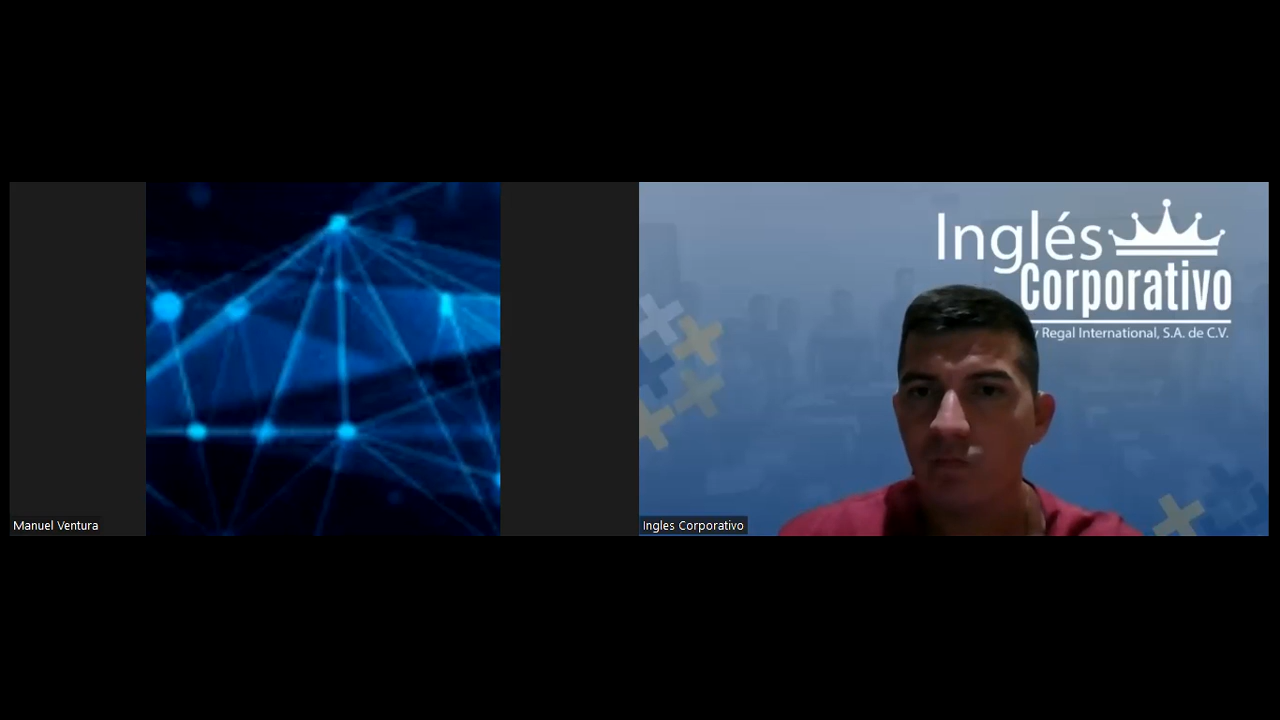 Inglés
Corporativo
y Regal International, S.A. de C.V.
Manuel Ventura
Ingles Corporativo